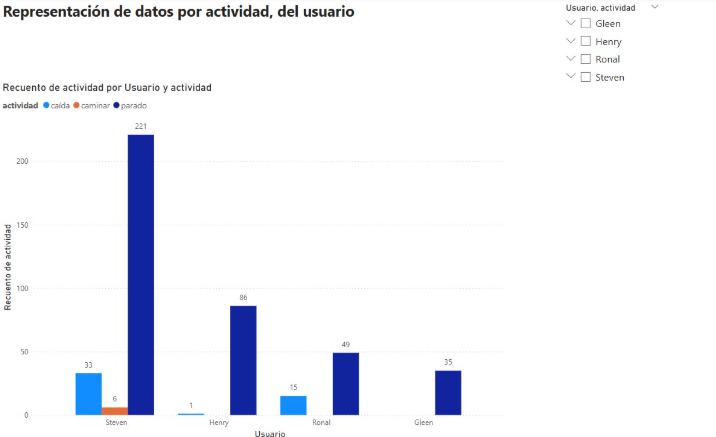 Representación de datos por actividad, del usuario
Usuario, actividad
Gleen
Henry
Ronal
Steven
Recuento de actividad por Usuario y actividad
actividad caída caminar parado
221
200
150
100
50
0
Recuento de actividad
33
6
1
86
15
49
35
Steven Henry Ronal Gleen
Usuario